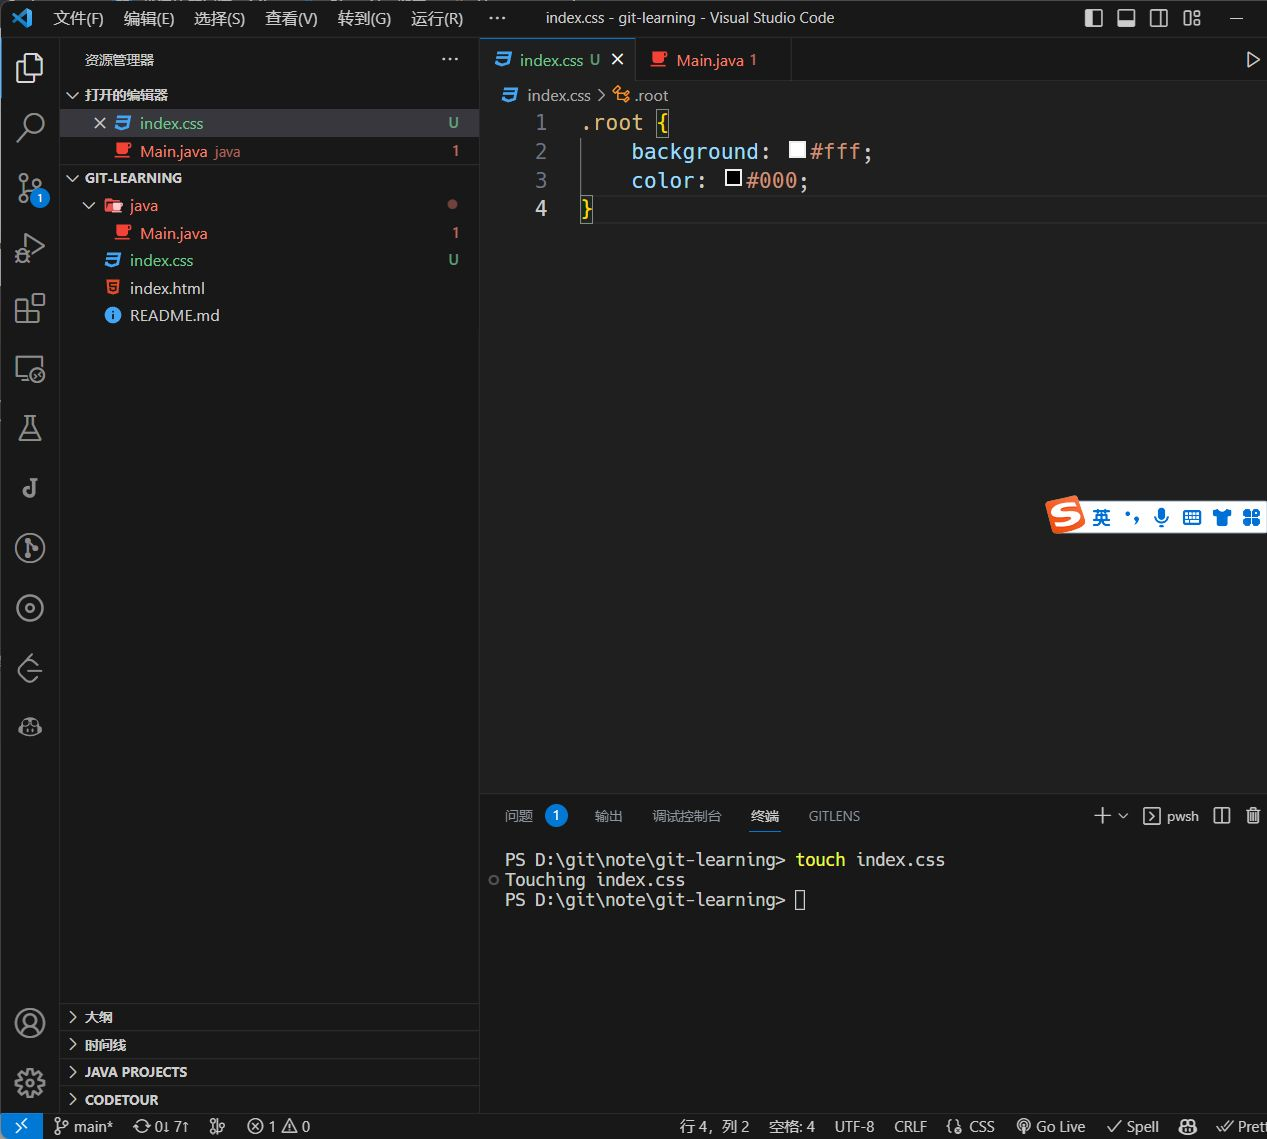 文件(F) 编辑(E) 选择(S) 查看(V) 转到(G) 运行(R) ··· index.css - git-learning - Visual Studio Code
资源管理器 ···
打开的编辑器
index.css U
Main.java java 1
GIT-LEARNING
java
Main.java 1
index.css U
index.html
README.md
1
大纲
时间线
JAVA PROJECTS
CODETOUR
index.css U
Main.java 1
index.css > .root
1 .root {
2 background: #fff;
3 color: #000;
4 }
英
问题 1 输出 调试控制台 终端 GITLENS
pwsh
PS D:\git\note\git-learning> touch index.css
Touching index.css
PS D:\git\note\git-learning>
main* 0↓ 7↑ 1 0 行 4，列 2 空格: 4 UTF-8 CRLF CSS Go Live Spell Prett